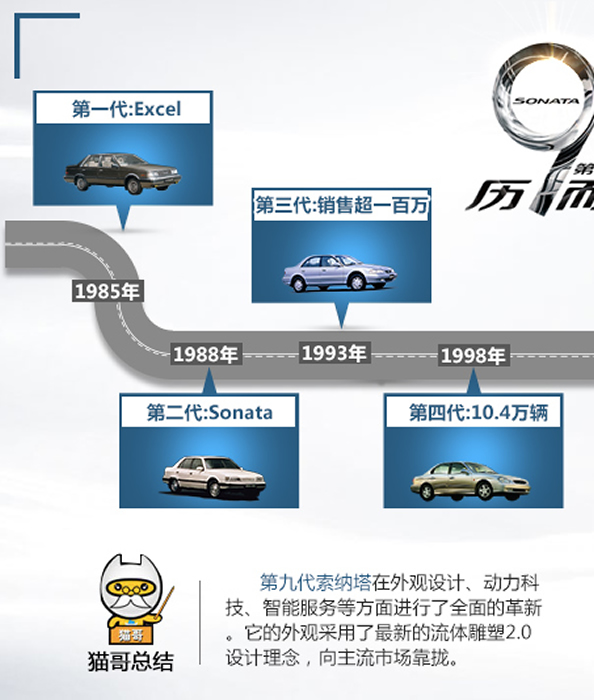 SONATA
第
历而
第一代:Excel
第三代:销售超一百万
1985年
1988年
1993年
1998年
第二代:Sonata
第四代:10.4万辆
猫哥
猫哥总结
第九代索纳塔在外观设计、动力科
技、智能服务等方面进行了全面的革新
。它的外观采用了最新的流体雕塑2.0
设计理念，向主流市场靠拢。